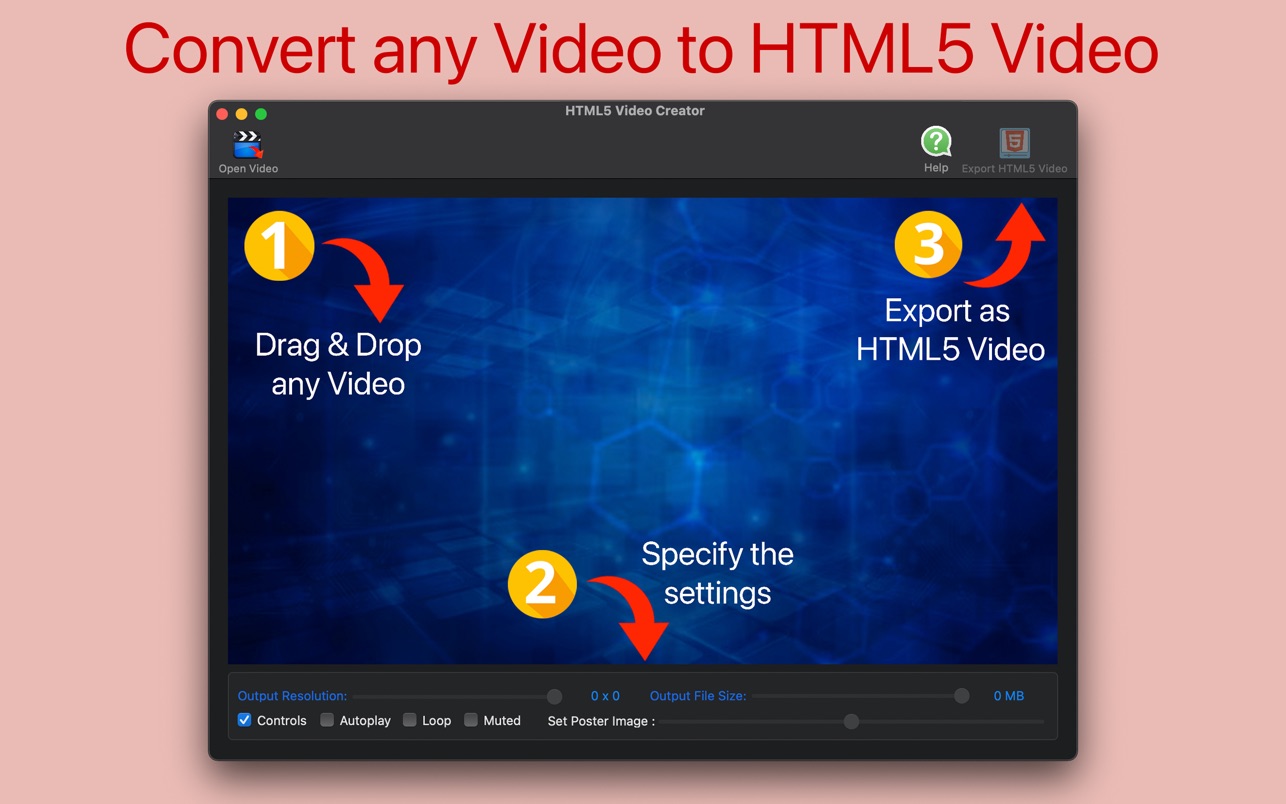 Convert any Video to HTML5 Video
HTML5 Video Creator
Open Video
Help
Export HTML5 Video
1
Drag & Drop
any Video
3
Export as
HTML5 Video
2
Specify the
settings
Output Resolution:
0 x 0
Output File Size:
0 MB
Controls
Autoplay
Loop
Muted
Set Poster Image :